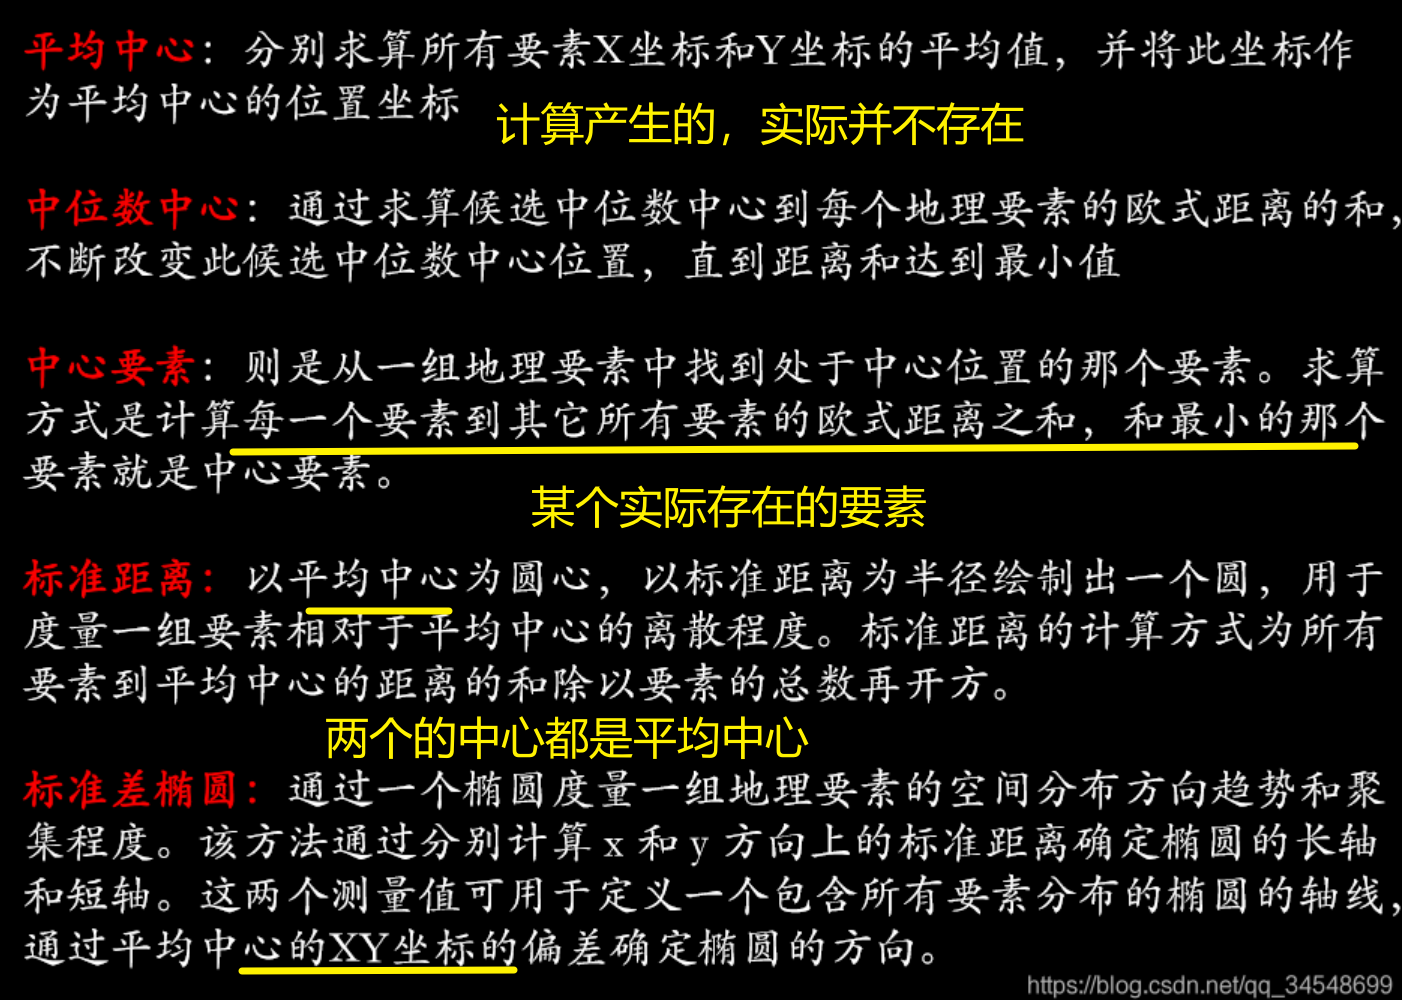 平均中心：分别求算所有要素X坐标和Y坐标的平均值，并将此坐标作
为平均中心的位置坐标
计算产生的，实际并不存在
中位数中心：通过求算候选中位数中心到每个地理要素的欧式距离的和，
不断改变此候选中位数中心位置，直到距离和达到最小值
中心要素：则是从一组地理要素中找到处于中心位置的那个要素。求算
方式是计算每一个要素到其它所有要素的欧式距离之和，和最小的那个
要素就是中心要素。
某个实际存在的要素
标准距离：以平均中心为圆心，以标准距离为半径绘制出一个圆，用于
度量一组要素相对于平均中心的离散程度。标准距离的计算方式为所有
要素到平均中心的距离的和除以要素的总数再开方。
两个的中心都是平均中心
标准差椭圆：通过一个椭圆度量一组地理要素的空间分布方向趋势和聚
集程度。该方法通过分别计算 x 和 y 方向上的标准距离确定椭圆的长轴
和短轴。这两个测量值可用于定义一个包含所有要素分布的椭圆的轴线，
通过平均中心的XY坐标的偏差确定椭圆的方向。
https://blog.csdn.net/qq_34548699